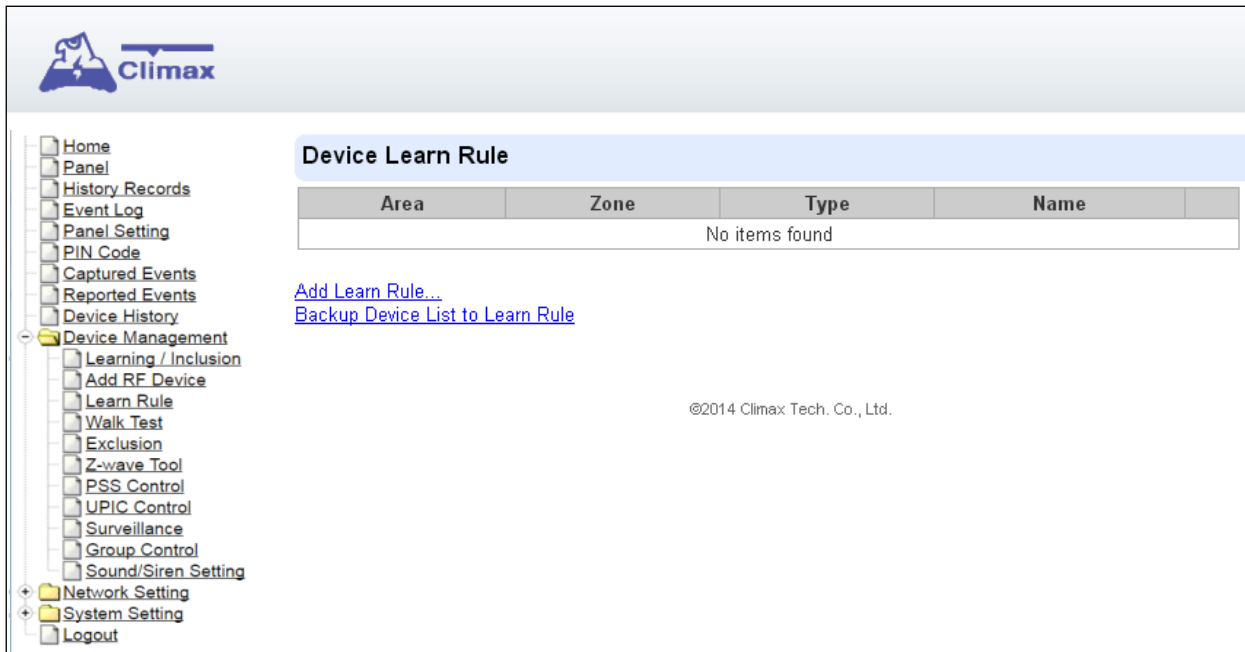 Climax
Home
Panel
History Records
Event Log
Panel Setting
PIN Code
Captured Events
Reported Events
Device History
Device Management
Learning / Inclusion
Add RF Device
Learn Rule
Walk Test
Exclusion
Z-wave Tool
PSS Control
UPIC Control
Surveillance
Group Control
Sound/Siren Setting
Network Setting
System Setting
Logout
Device Learn Rule
Area Zone Type Name
No items found
Add Learn Rule...
Backup Device List to Learn Rule
©2014 Climax Tech. Co., Ltd.